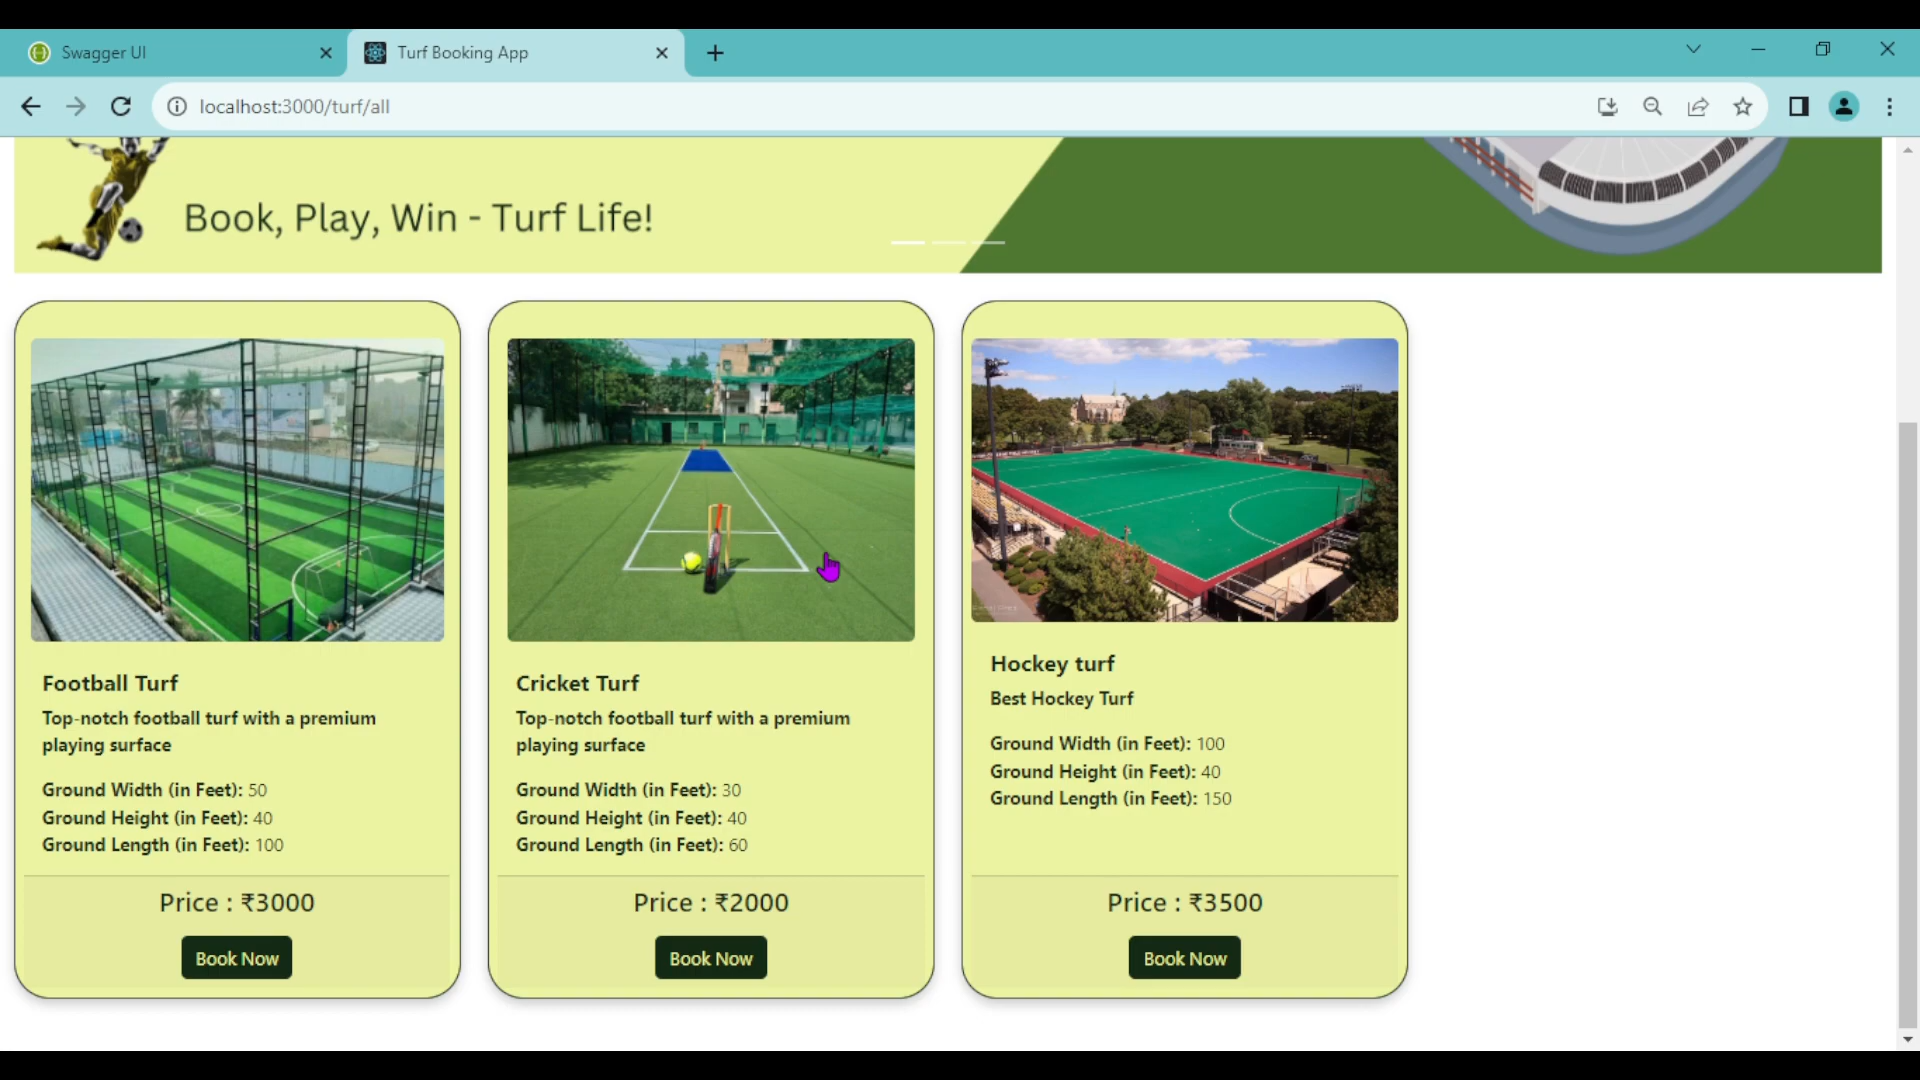 Swagger UI
Turf Booking App
localhost:3000/turf/all
Book, Play, Win - Turf Life!
Football Turf
Top-notch football turf with a premium
playing surface
Ground Width (in Feet): 50
Ground Height (in Feet): 40
Ground Length (in Feet): 100
Price : ₹3000
Book Now
Cricket Turf
Top-notch football turf with a premium
playing surface
Ground Width (in Feet): 30
Ground Height (in Feet): 40
Ground Length (in Feet): 60
Price : ₹2000
Book Now
Hockey turf
Best Hockey Turf
Ground Width (in Feet): 100
Ground Height (in Feet): 40
Ground Length (in Feet): 150
Price : ₹3500
Book Now